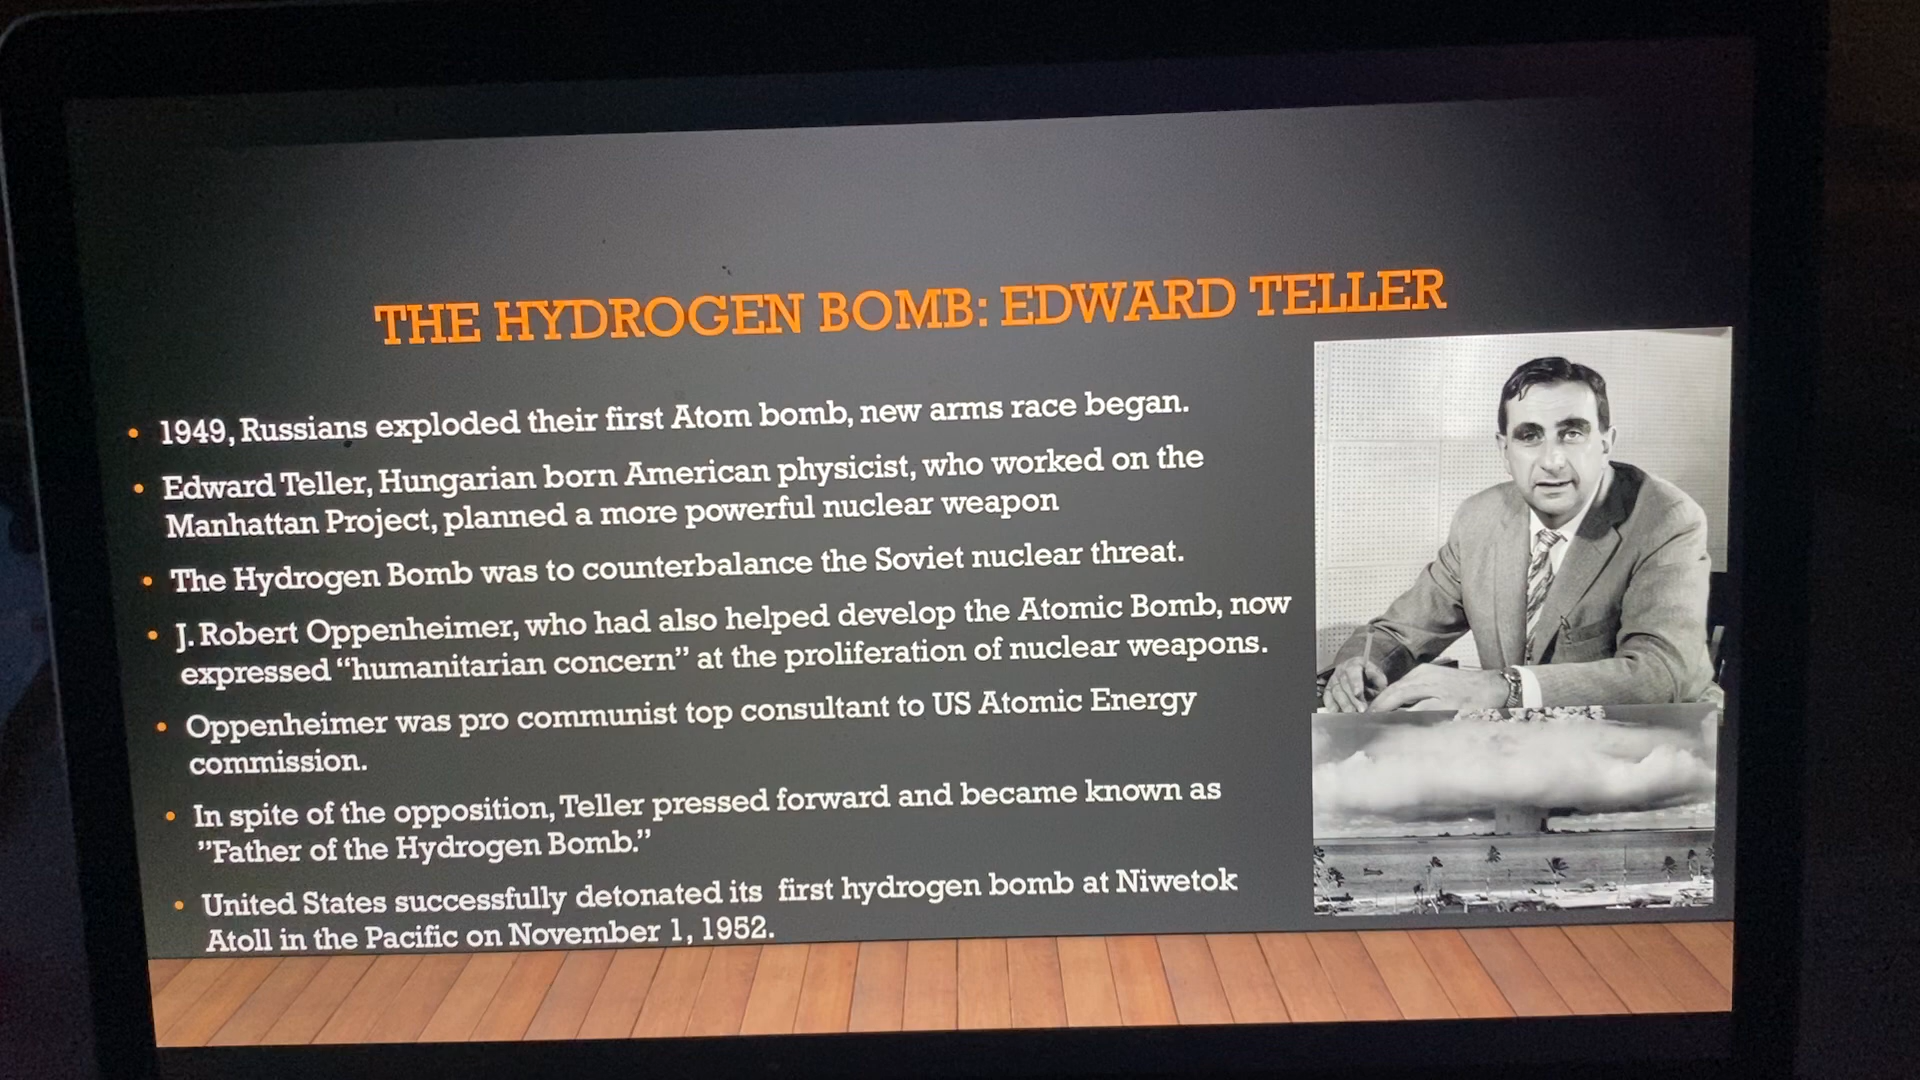 THE HYDROGEN BOMB: EDWARD TELLER
• 1949, Russians exploded their first Atom bomb, new arms race began.
• Edward Teller, Hungarian born American physicist, who worked on the
Manhattan Project, planned a more powerful nuclear weapon
• The Hydrogen Bomb was to counterbalance the Soviet nuclear threat.
• J. Robert Oppenheimer, who had also helped develop the Atomic Bomb, now
expressed “humanitarian concern” at the proliferation of nuclear weapons.
• Oppenheimer was pro communist top consultant to US Atomic Energy
commission.
• In spite of the opposition, Teller pressed forward and became known as
”Father of the Hydrogen Bomb.”
• United States successfully detonated its first hydrogen bomb at Niwetok
Atoll in the Pacific on November 1, 1952.